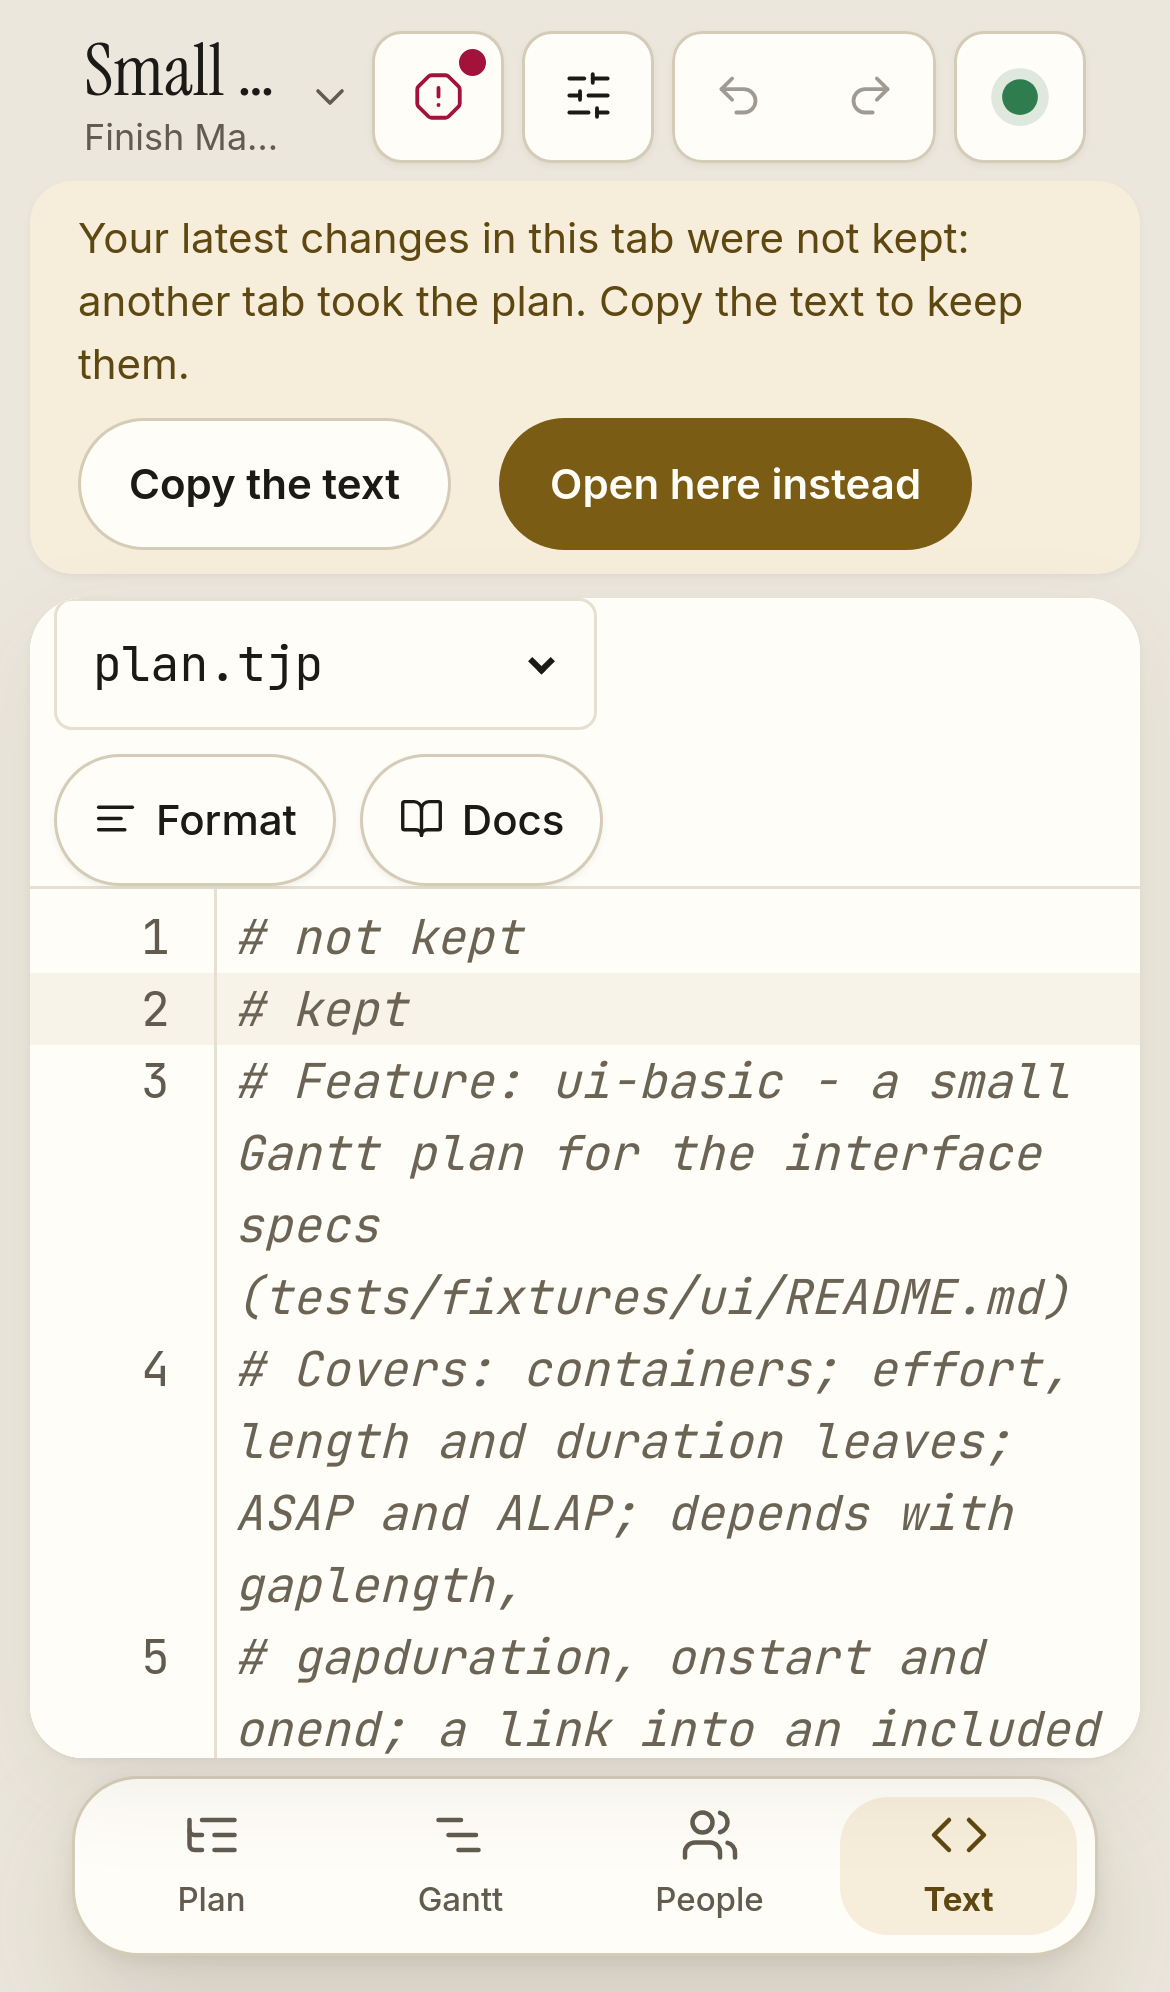 Small ...
Finish Ma...
Your latest changes in this tab were not kept:
another tab took the plan. Copy the text to keep
them.
Copy the text
Open here instead
plan.tjp
Format
Docs
1 # not kept
2 # kept
3 # Feature: ui-basic - a small
Gantt plan for the interface
specs
(tests/fixtures/ui/README.md)
4 # Covers: containers; effort,
length and duration leaves;
ASAP and ALAP; depends with
gaplength,
5 # gapduration, onstart and
onend; a link into an included
Plan
Gantt
People
Text